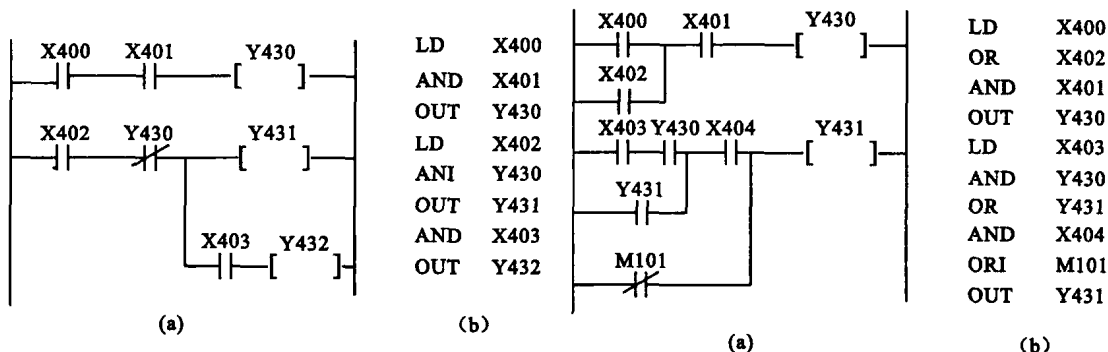 X400 X401 Y430
X402 Y430 Y431
X403 Y432
(a)
LD X400
AND X401
OUT Y430
LD X402
ANI Y430
OUT Y431
AND X403
OUT Y432
(b)
X400 X401 Y430
X402
X403 Y430 X404 Y431
Y431
M101
(a)
LD X400
OR X402
AND X401
OUT Y430
LD X403
AND Y430
OR Y431
AND X404
ORI M101
OUT Y431
(b)